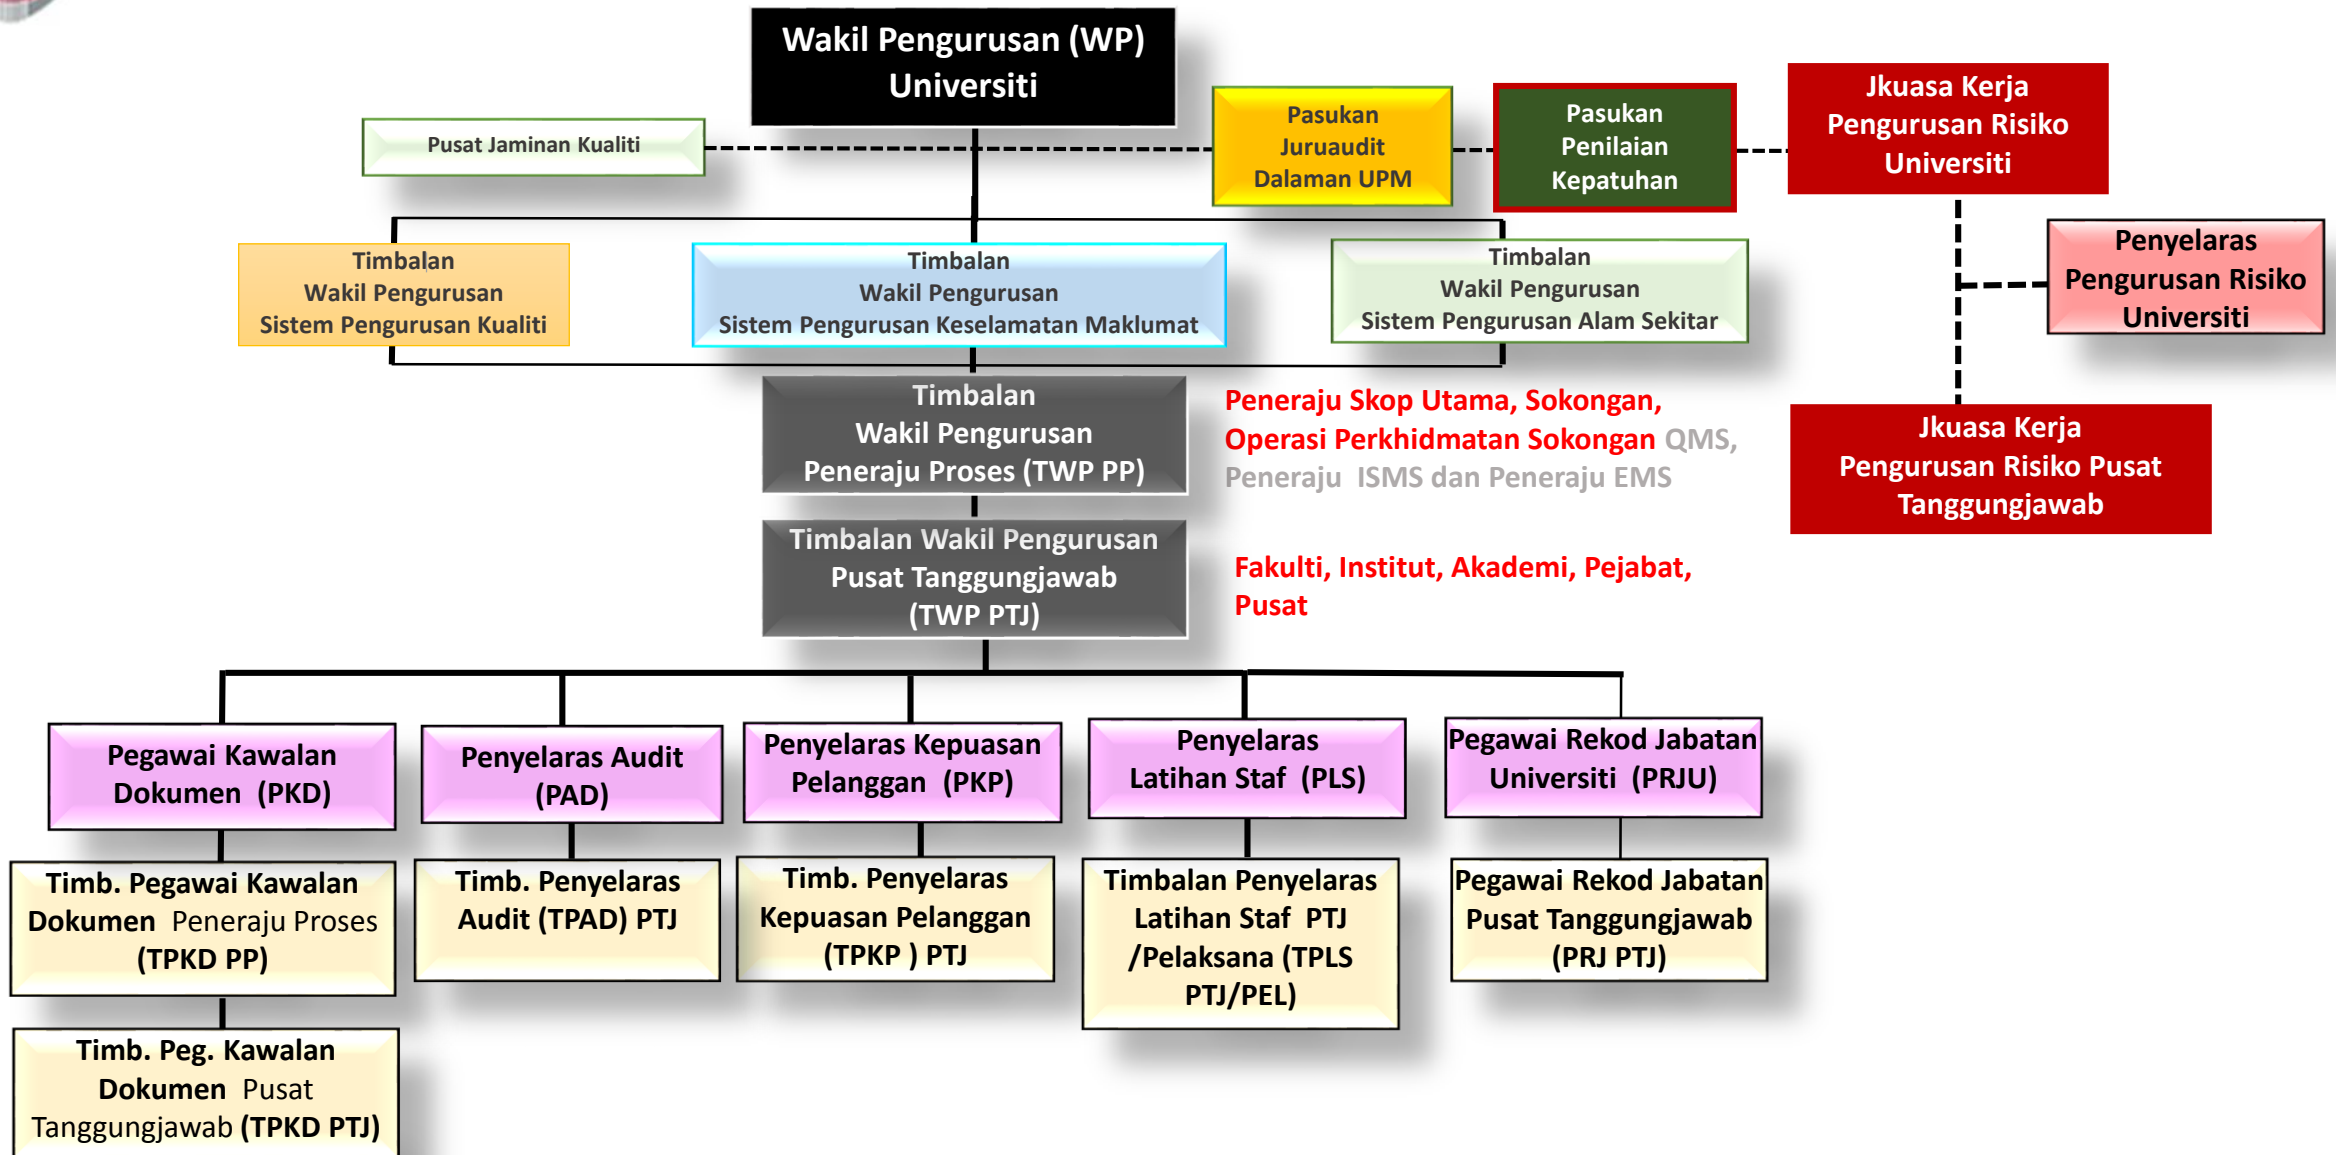 Wakil Pengurusan (WP)
Universiti
Pusat Jaminan Kualiti
Pasukan
Juruaudit
Dalaman UPM
Pasukan
Penilaian
Kepatuhan
Jkuasa Kerja
Pengurusan Risiko
Universiti
Penyelaras
Pengurusan Risiko
Universiti
Timbalan
Wakil Pengurusan
Sistem Pengurusan Kualiti
Timbalan
Wakil Pengurusan
Sistem Pengurusan Keselamatan Maklumat
Timbalan
Wakil Pengurusan
Sistem Pengurusan Alam Sekitar
Timbalan
Wakil Pengurusan
Peneraju Proses (TWP PP)
Peneraju Skop Utama, Sokongan,
Operasi Perkhidmatan Sokongan QMS,
Peneraju  ISMS dan Peneraju EMS
Jkuasa Kerja
Pengurusan Risiko Pusat
Tanggungjawab
Timbalan Wakil Pengurusan
Pusat Tanggungjawab
(TWP PTJ)
Fakulti, Institut, Akademi, Pejabat,
Pusat
Pegawai Kawalan
Dokumen  (PKD)
Penyelaras Audit
(PAD)
Penyelaras Kepuasan
Pelanggan  (PKP)
Penyelaras
Latihan Staf  (PLS)
Pegawai Rekod Jabatan
Universiti  (PRJU)
Timb. Pegawai Kawalan
Dokumen  Peneraju Proses
(TPKD PP)
Timb. Penyelaras
Audit (TPAD) PTJ
Timb. Penyelaras
Kepuasan Pelanggan
(TPKP ) PTJ
Timbalan Penyelaras
Latihan Staf  PTJ
/Pelaksana (TPLS
PTJ/PEL)
Pegawai Rekod Jabatan
Pusat Tanggungjawab
(PRJ PTJ)
Timb. Peg. Kawalan
Dokumen  Pusat
Tanggungjawab (TPKD PTJ)